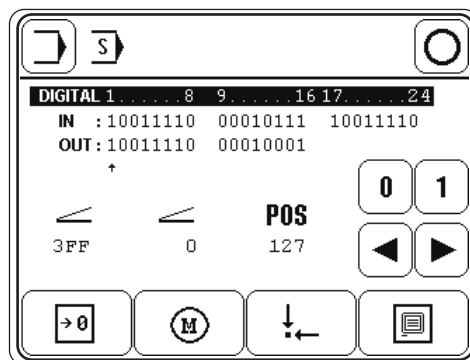 S
DIGITAL 1......8 9......16 17......24
IN :10011110 00010111 10011110
OUT:10011110 00010001
0 1
POS
3FF 0 127
→0 M